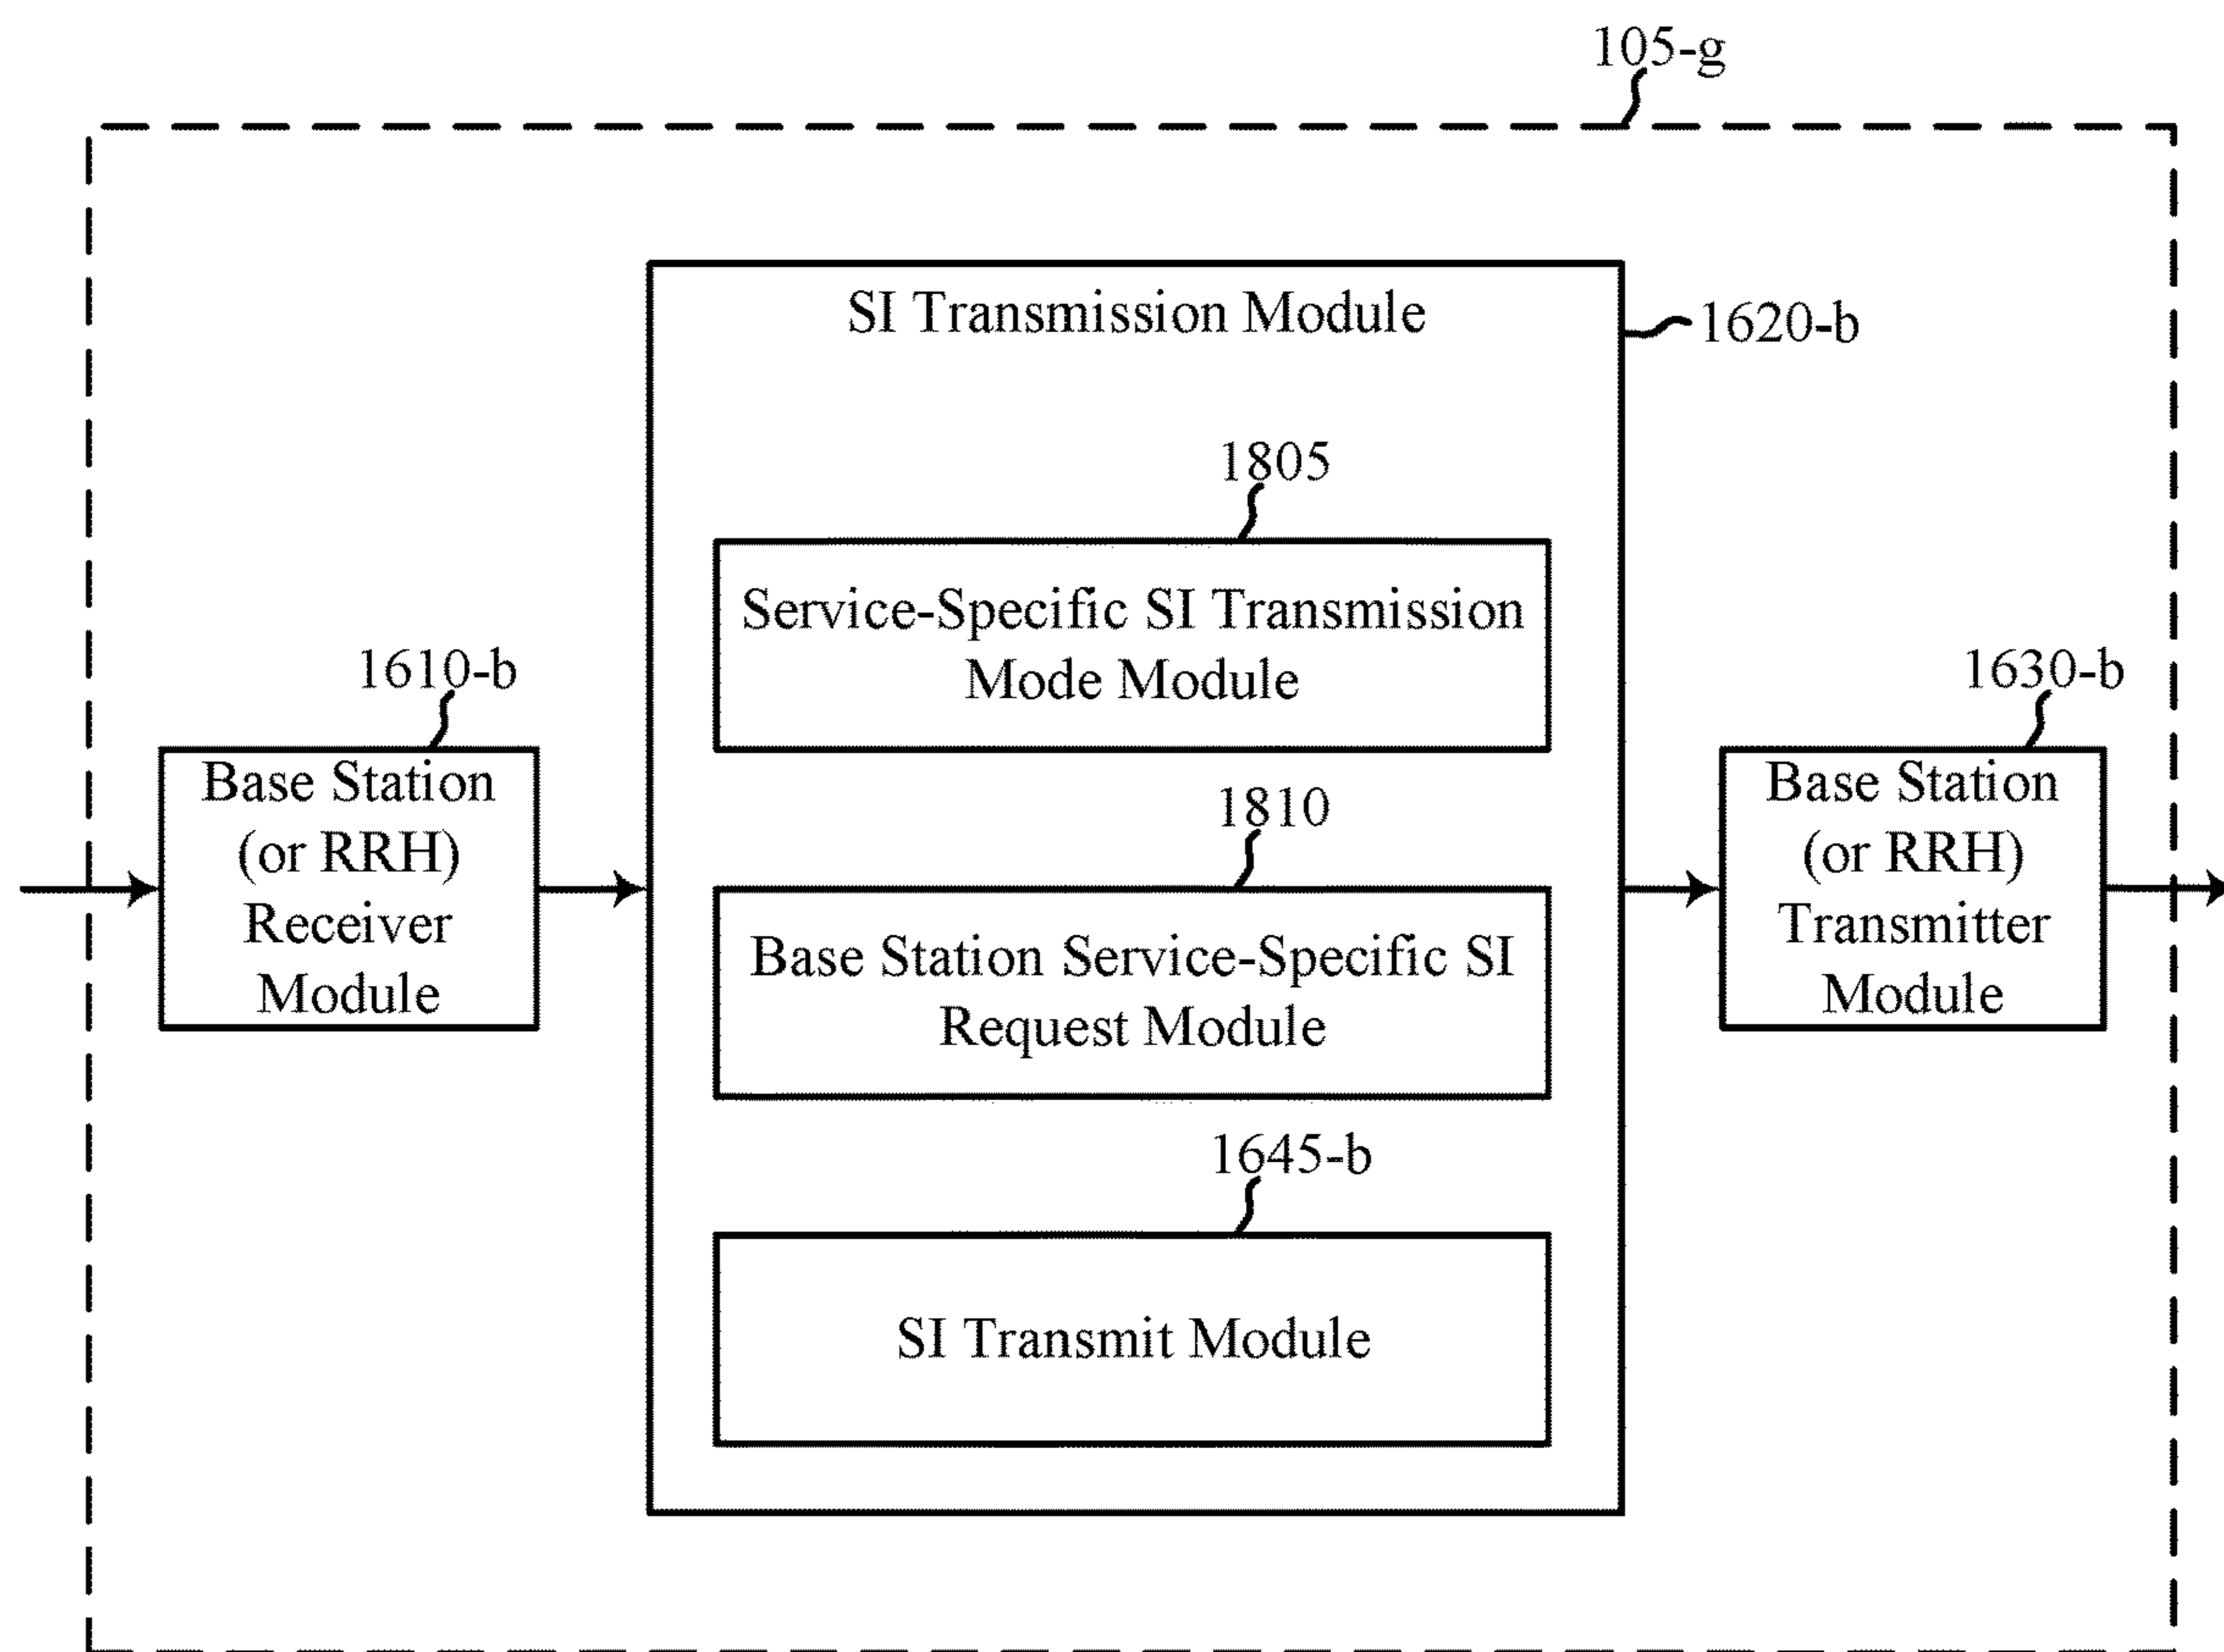 105-g
SI Transmission Module
1620-b
1805
Service-Specific SI Transmission
Mode Module
1610-b
Base Station
(or RRH)
Receiver
Module
1810
Base Station Service-Specific SI
Request Module
1645-b
SI Transmit Module
1630-b
Base Station
(or RRH)
Transmitter
Module